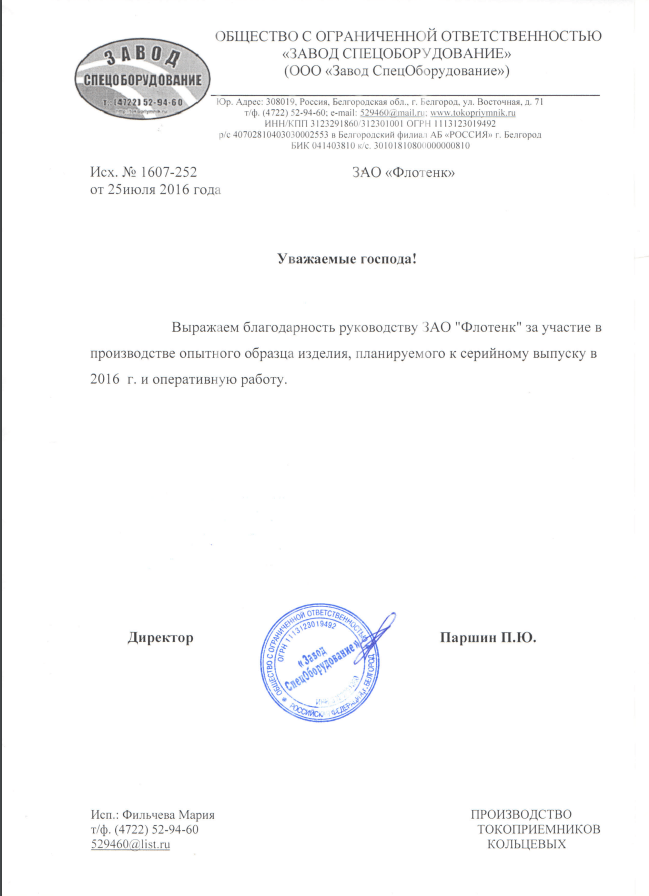 ОБЩЕСТВО С ОГРАНИЧЕННОЙ ОТВЕТСТВЕННОСТЬЮ
«ЗАВОД СПЕЦОБОРУДОВАНИЕ»
(ООО «Завод СпецОборудование»)
ЗАВОД
СПЕЦОБОРУДОВАНИЕ
т. (4722) 52-94-60
Юр. Адрес: 308019, Россия, Белгородская обл., г. Белгород, ул. Восточная, д. 71
т/ф. (4722) 52-94-60; e-mail: 529460@mail.ru; www.tokopriymnik.ru
ИНН/КПП 3123291860/312301001 ОГРН 1113123019492
р/с 40702810403030002553 в Белгородский филиал АБ «РОССИЯ» г. Белгород
БИК 041403810 к/с. 30101810800000000810
Исх. № 1607-252
от 25июля 2016 года
ЗАО «Флотенк»
Уважаемые господа!
Выражаем благодарность руководству ЗАО "Флотенк" за участие в
производстве опытного образца изделия, планируемого к серийному выпуску в
2016 г. и оперативную работу.
Директор
ОБЩЕСТВО С ОГРАНИЧЕННОЙ ОТВЕТСТВЕННОСТЬЮ
ОГРН 1113123019492
«Завод
СпецОборудование»
Паршин П.Ю.
Исп.: Фильчева Мария
т/ф. (4722) 52-94-60
529460@list.ru
ПРОИЗВОДСТВО
ТОКОПРИЕМНИКОВ
КОЛЬЦЕВЫХ